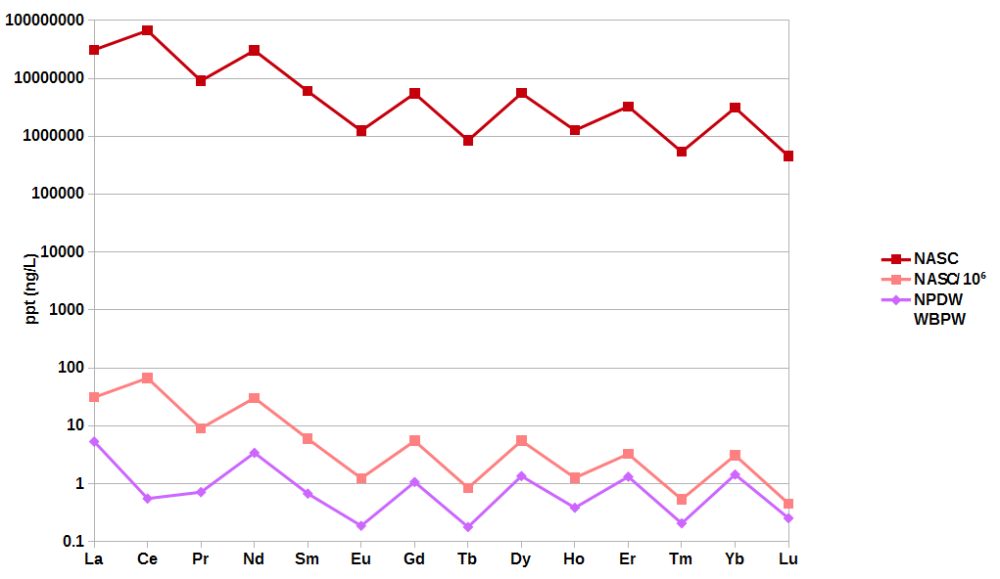 100000000
10000000
1000000
100000
10000
1000
100
10
1
0.1
ppt (ng/L)
La Ce Pr Nd Sm Eu Gd Tb Dy Ho Er Tm Yb Lu
NASC
NASC/ 10⁶
NPDW
WBPW